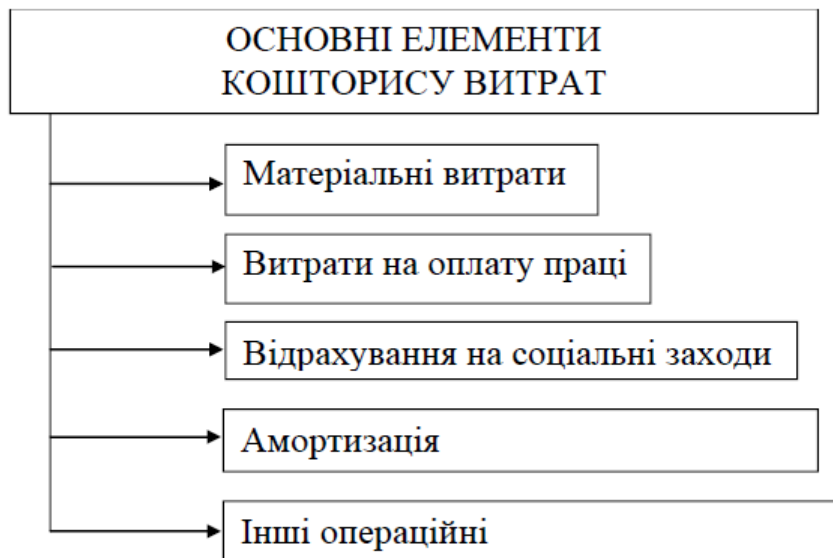 ОСНОВНІ ЕЛЕМЕНТИ
КОШТОРИСУ ВИТРАТ
Матеріальні витрати
Витрати на оплату праці
Відрахування на соціальні заходи
Амортизація
Інші операційні